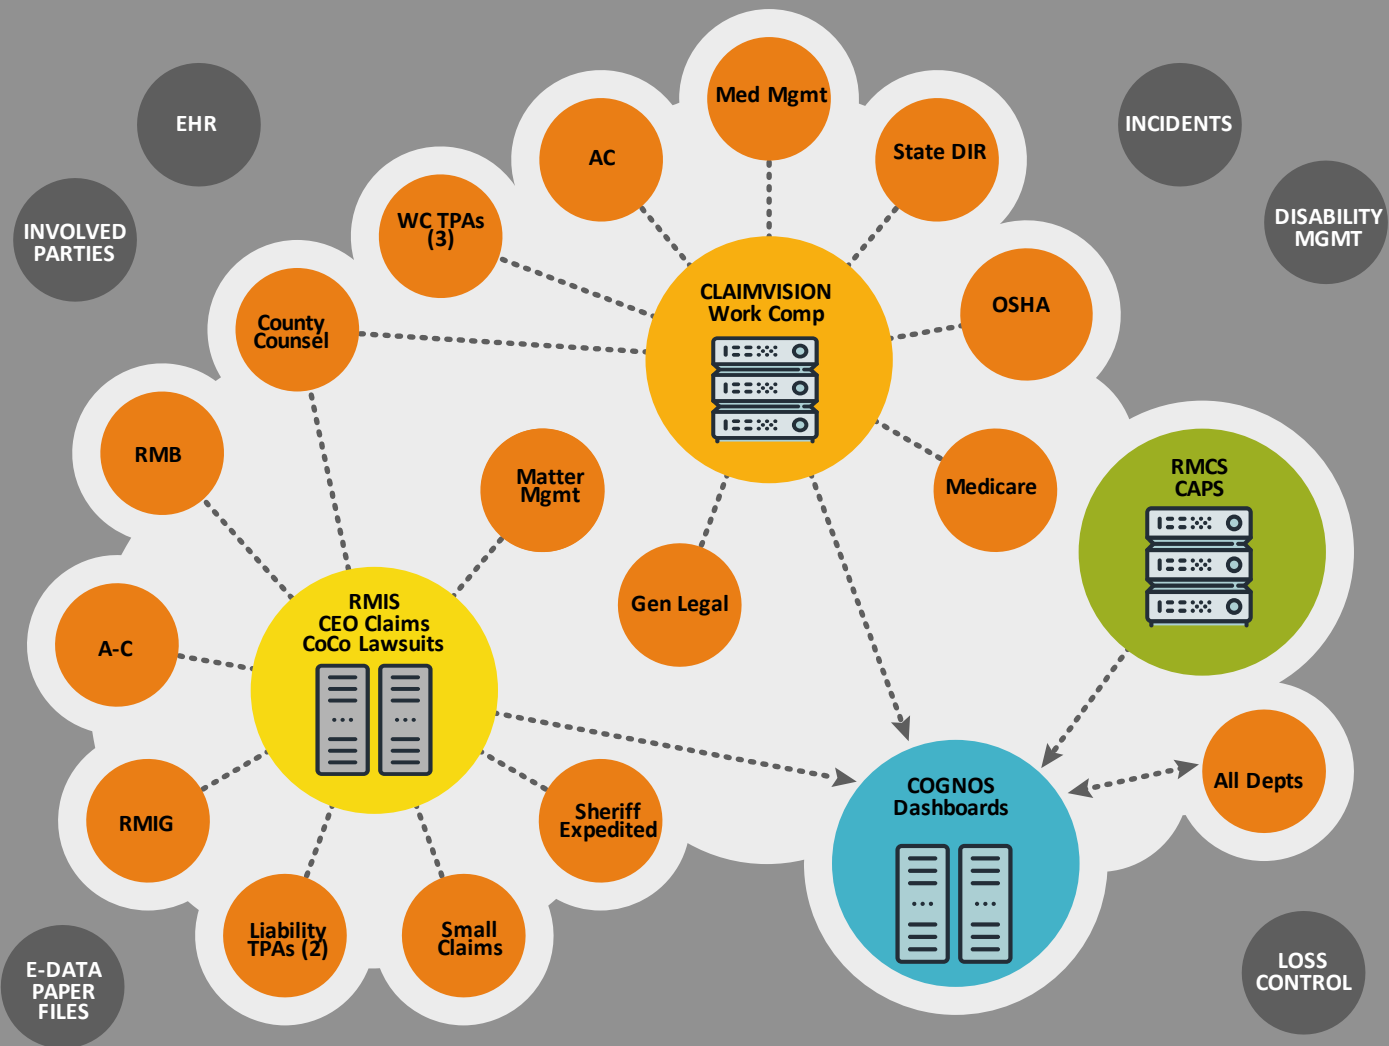 Med Mgmt
EHR
INCIDENTS
AC
State DIR
INVOLVED
PARTIES
WC TPAs
(3)
DISABILITY
MGMT
CLAIMVISION
Work Comp
OSHA
County
Counsel
RMB
Matter
Mgmt
Medicare
RMCS
CAPS
Gen Legal
RMIS
CEO Claims
CoCo Lawsuits
A-C
COGNOS
Dashboards
All Depts
RMIG
Sheriff
Expedited
Liability
TPAs (2)
Small
Claims
E-DATA
PAPER
FILES
LOSS
CONTROL